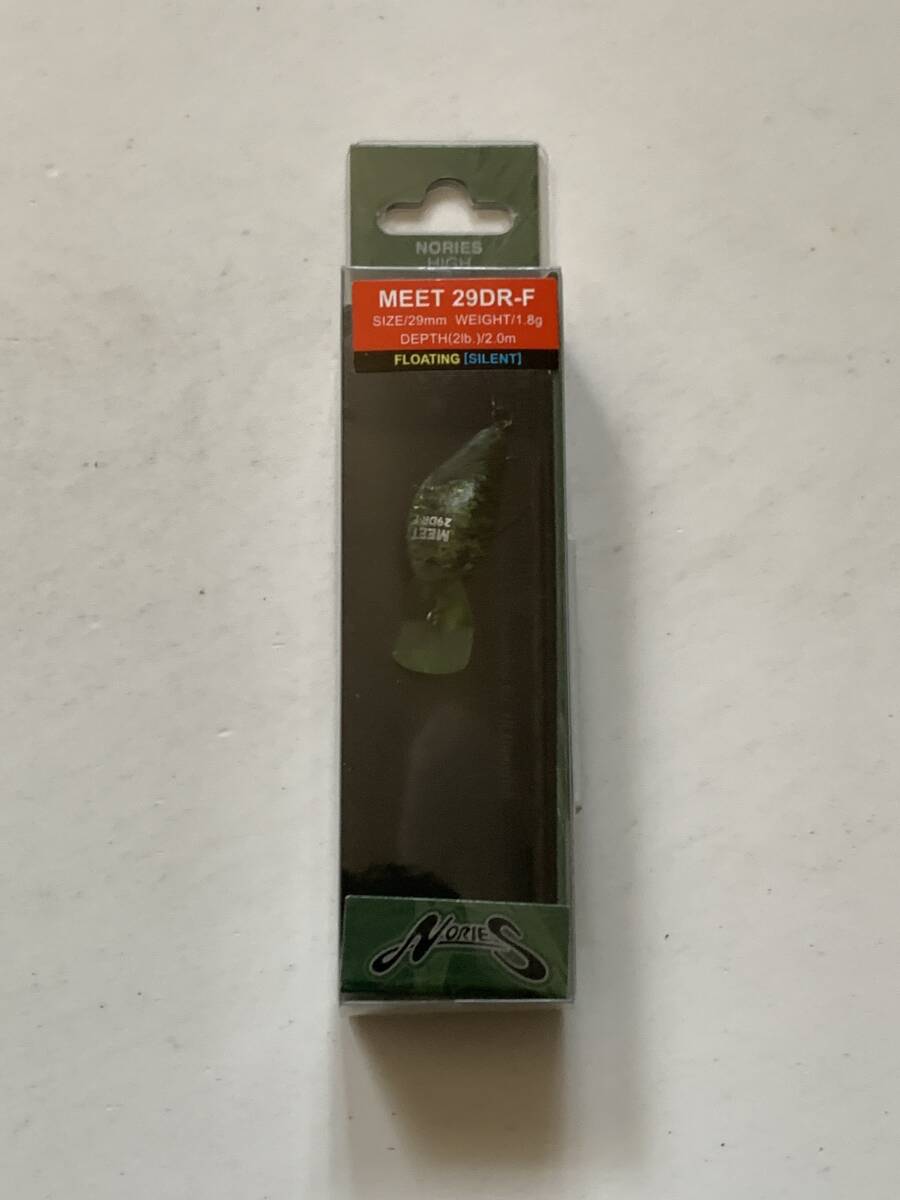 NORIES
HIGH
MEET 29DR-F
SIZE/29mm WEIGHT/1.8g
DEPTH(2lb.)/2.0m
FLOATING [SILENT]
MEET
29DR-F
NORIES